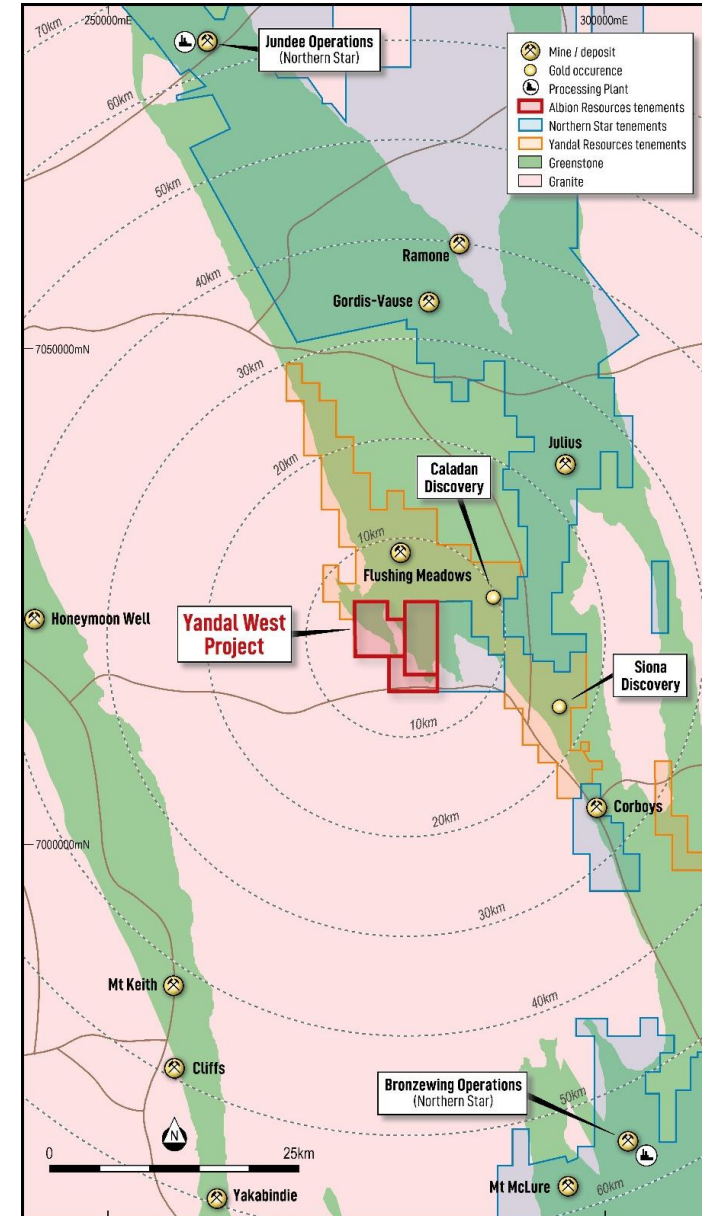 250000mE
300000mE
70km
Jundee Operations
(Northern Star)
Mine / deposit
Gold occurence
Processing Plant
Albion Resources tenements
Northern Star tenements
Yandal Resources tenements
Greenstone
Granite
60km
50km
Ramone
40km
Gordis-Vause
7050000mN
30km
20km
Julius
Caladan
Discovery
10km
Flushing Meadows
Honeymoon Well
Yandal West
Project
Siona
Discovery
10km
Corboys
20km
7000000mN
30km
Mt Keith
40km
Cliffs
Bronzewing Operations
(Northern Star)
50km
N
0
25km
Yakabindie
Mt McLure
60km